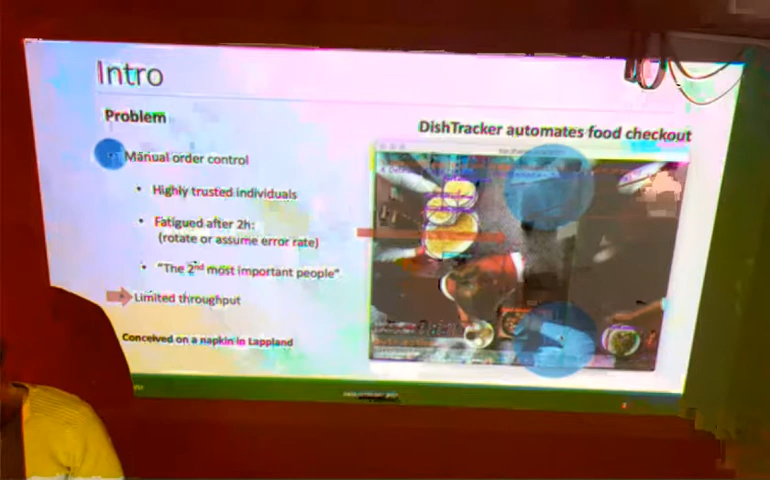 Intro
Problem
DishTracker automates food checkout
Manual order control
• Highly trusted individuals
• Fatigued after 2h:
(rotate or assume error rate)
• "The 2nd most important people".
Limited throughput
Conceived on a napkin in Lappland